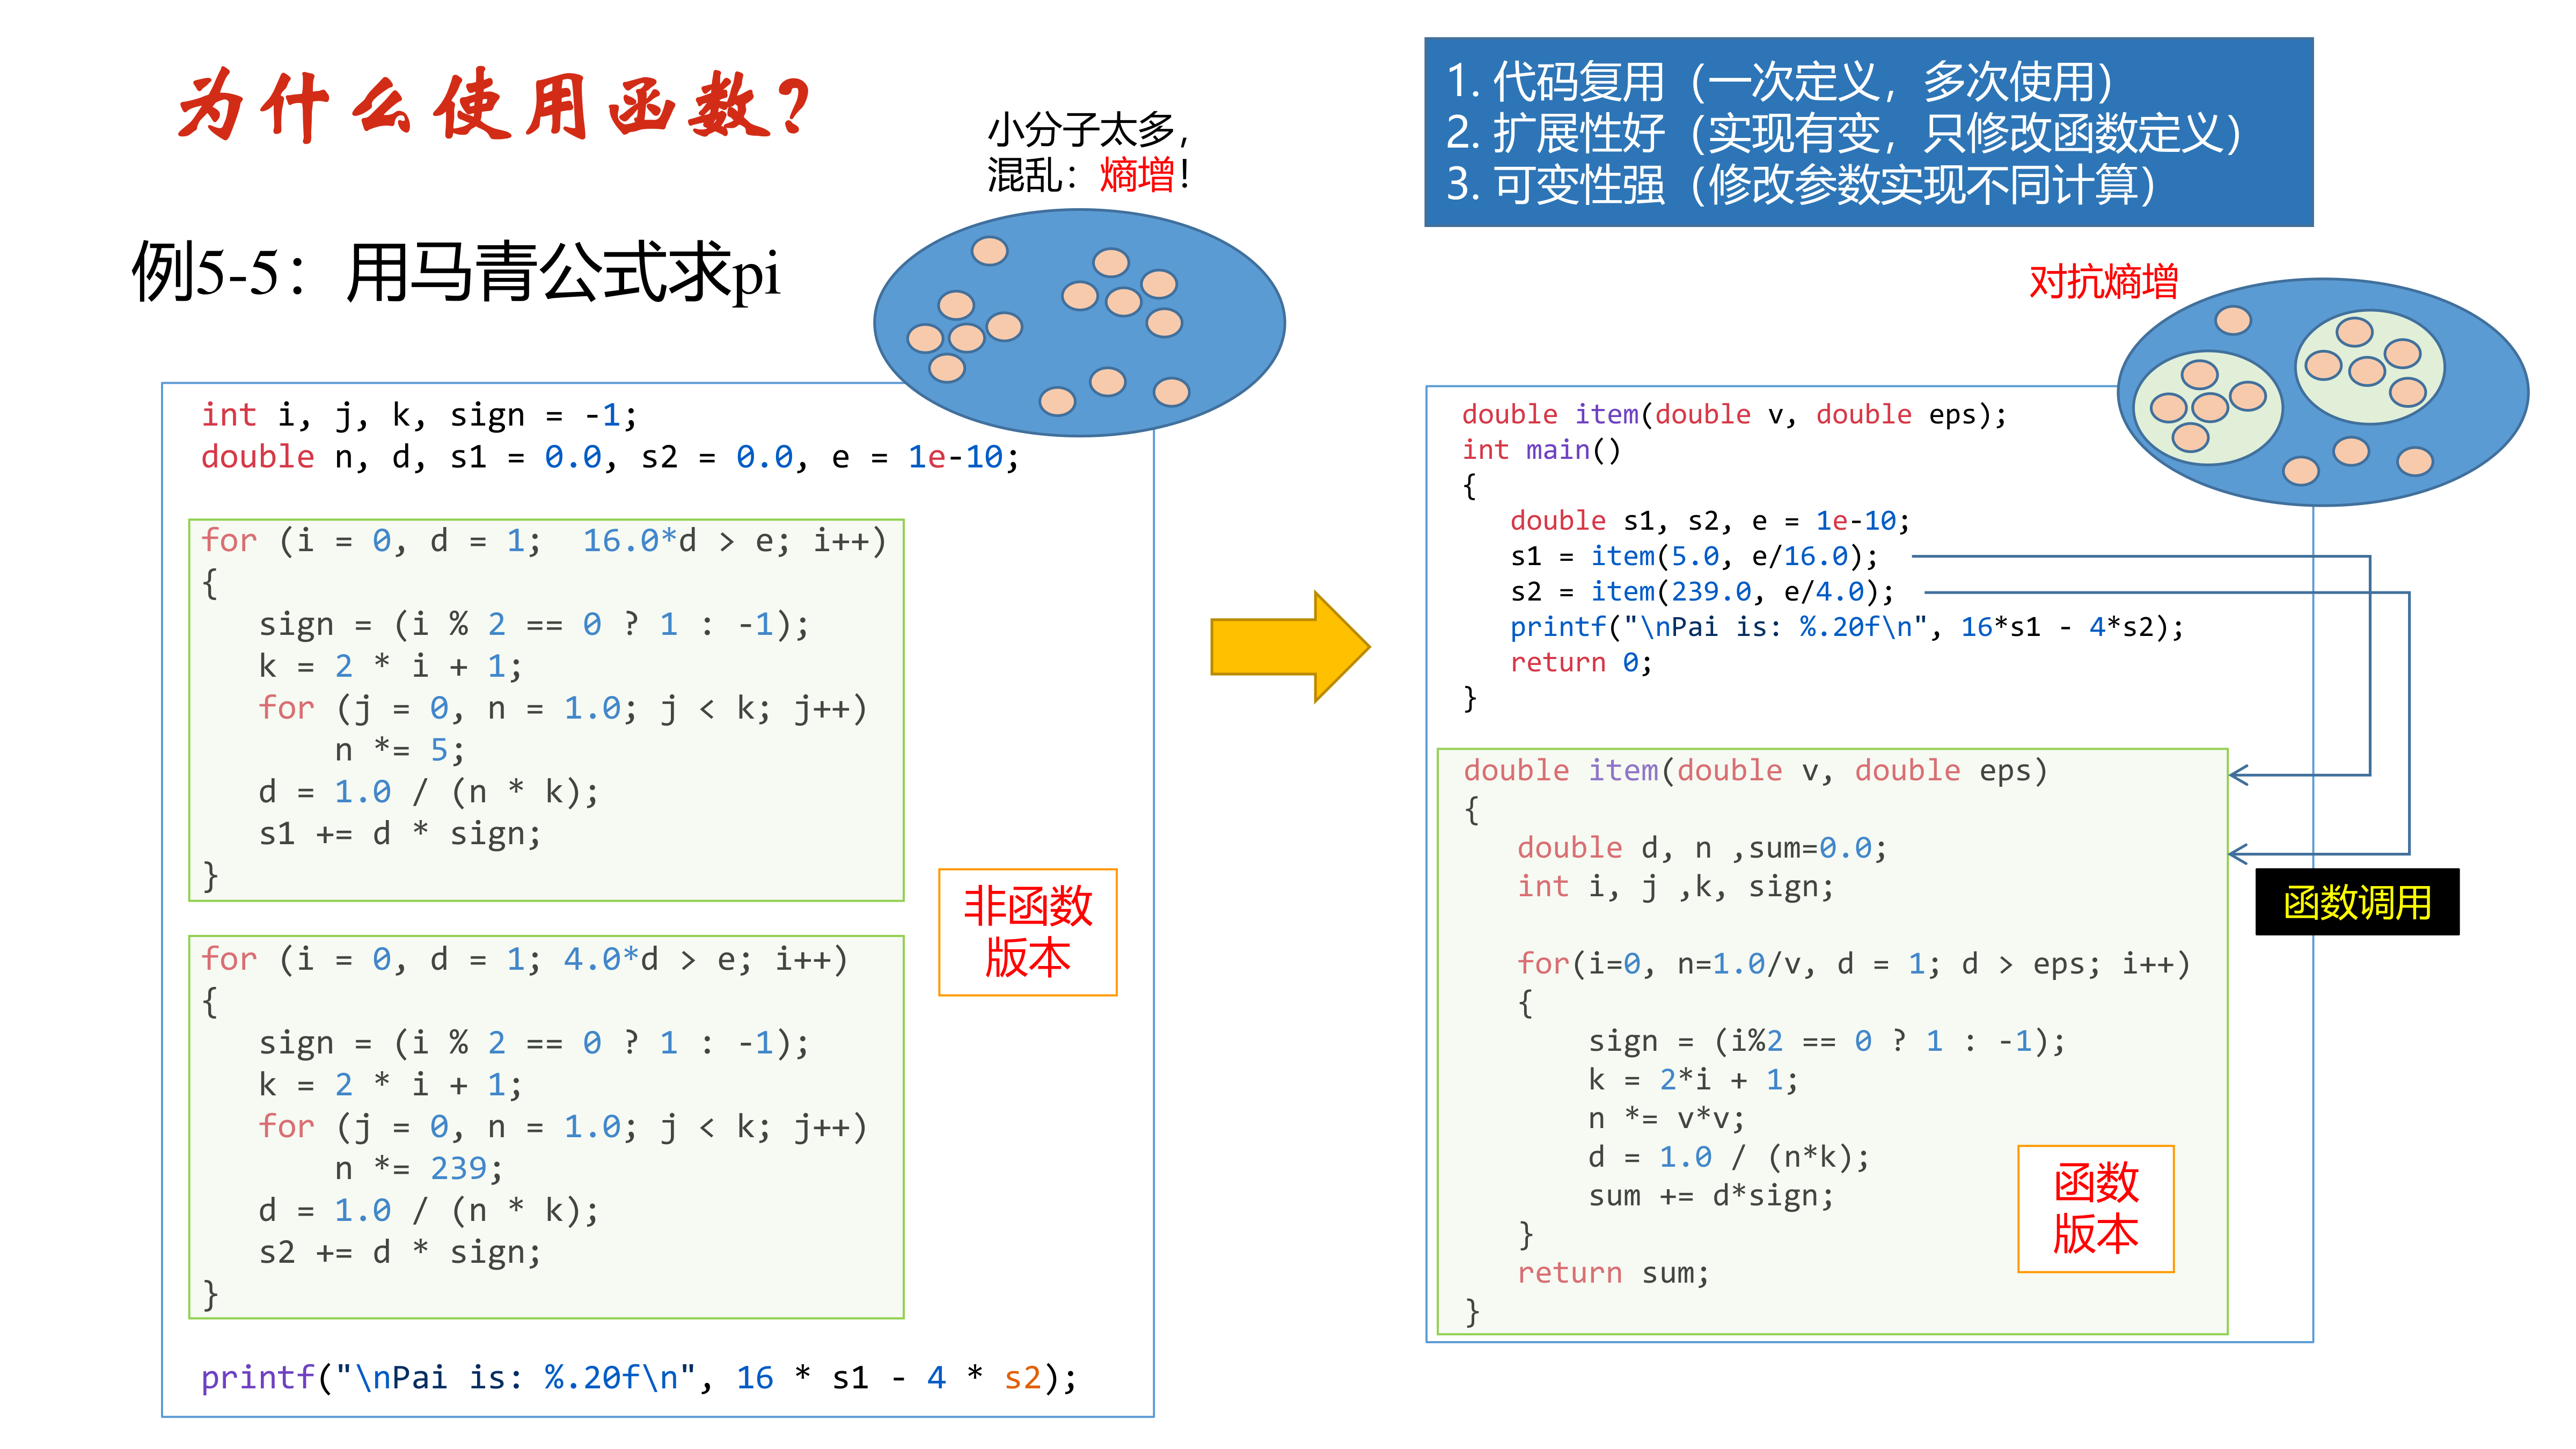 为什么使用函数?
小分子太多，
混乱：熵增!
1. 代码复用（一次定义，多次使用）
2. 扩展性好（实现有变，只修改函数定义）
3. 可变性强（修改参数实现不同计算）
例5-5：用马青公式求pi
对抗熵增
int i, j, k, sign = -1;
double n, d, s1 = 0.0, s2 = 0.0, e = 1e-10;
for (i = 0, d = 1;  16.0*d > e; i++)
{
   sign = (i % 2 == 0 ? 1 : -1);
   k = 2 * i + 1;
   for (j = 0, n = 1.0; j < k; j++)
       n *= 5;
   d = 1.0 / (n * k);
   s1 += d * sign;
}
for (i = 0, d = 1; 4.0*d > e; i++)
{
   sign = (i % 2 == 0 ? 1 : -1);
   k = 2 * i + 1;
   for (j = 0, n = 1.0; j < k; j++)
       n *= 239;
   d = 1.0 / (n * k);
   s2 += d * sign;
}
printf("\nPai is: %.20f\n", 16 * s1 - 4 * s2);
非函数
版本
double item(double v, double eps);
int main()
{
   double s1, s2, e = 1e-10;
   s1 = item(5.0, e/16.0);
   s2 = item(239.0, e/4.0);
   printf("\nPai is: %.20f\n", 16*s1 - 4*s2);
   return 0;
}
double item(double v, double eps)
{
   double d, n ,sum=0.0;
   int i, j ,k, sign;
   for(i=0, n=1.0/v, d = 1; d > eps; i++)
   {
       sign = (i%2 == 0 ? 1 : -1);
       k = 2*i + 1;
       n *= v*v;
       d = 1.0 / (n*k);
       sum += d*sign;
   }
   return sum;
}
函数调用
函数
版本